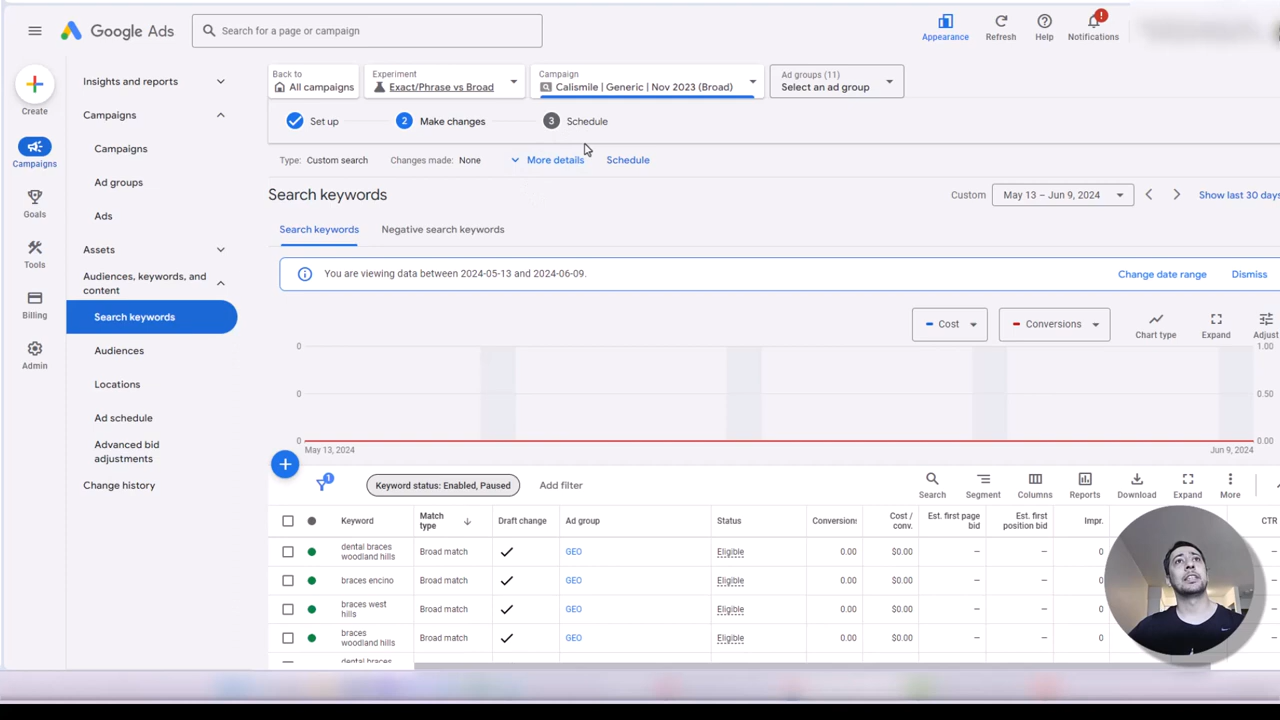 Google Ads
Search for a page or campaign
Appearance
Refresh
Help
!
Notifications
Create
Campaigns
Goals
Tools
Billing
Admin
Insights and reports
Campaigns
Campaigns
Ad groups
Ads
Assets
Audiences, keywords, and
content
Search keywords
Audiences
Locations
Ad schedule
Advanced bid
adjustments
Change history
Back to
All campaigns
Experiment
Exact/Phrase vs Broad
Campaign
Calismile | Generic | Nov 2023 (Broad)
Ad groups (11)
Select an ad group
Set up
2 Make changes
3 Schedule
Type: Custom search
Changes made: None
More details
Schedule
Search keywords
Custom
May 13 – Jun 9, 2024
Show last 30 days
Search keywords
Negative search keywords
You are viewing data between 2024-05-13 and 2024-06-09.
Change date range
Dismiss
Cost
Conversions
Chart type
Expand
Adjust
0
1.00
0
0.50
0
0.00
May 13, 2024
Jun 9, 2024
1
Keyword status: Enabled, Paused
Add filter
Search
Segment
Columns
Reports
Download
Expand
More
Keyword
Match
type
Draft change
Ad group
Status
Conversions
Cost /
conv.
Est. first page
bid
Est. first
position bid
Impr.
CTR
dental braces
woodland hills
Broad match
GEO
Eligible
0.00
$0.00
–
–
0
braces encino
Broad match
GEO
Eligible
0.00
$0.00
–
–
0
braces west
hills
Broad match
GEO
Eligible
0.00
$0.00
–
–
0
braces
woodland hills
Broad match
GEO
Eligible
0.00
$0.00
–
–
0
dental braces